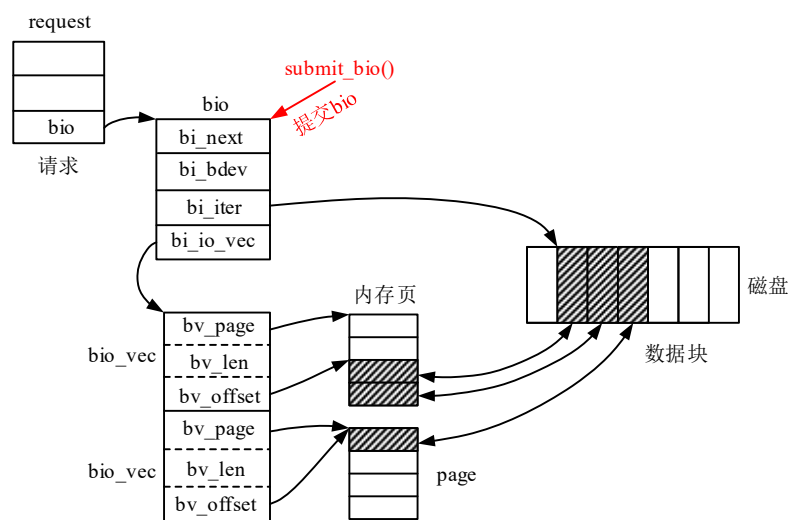 request
bio
请求
submit_bio()
提交bio
bio
bi_next
bi_bdev
bi_iter
bi_io_vec
磁盘
数据块
内存页
bio_vec
bv_page
bv_len
bv_offset
bio_vec
bv_page
bv_len
bv_offset
page